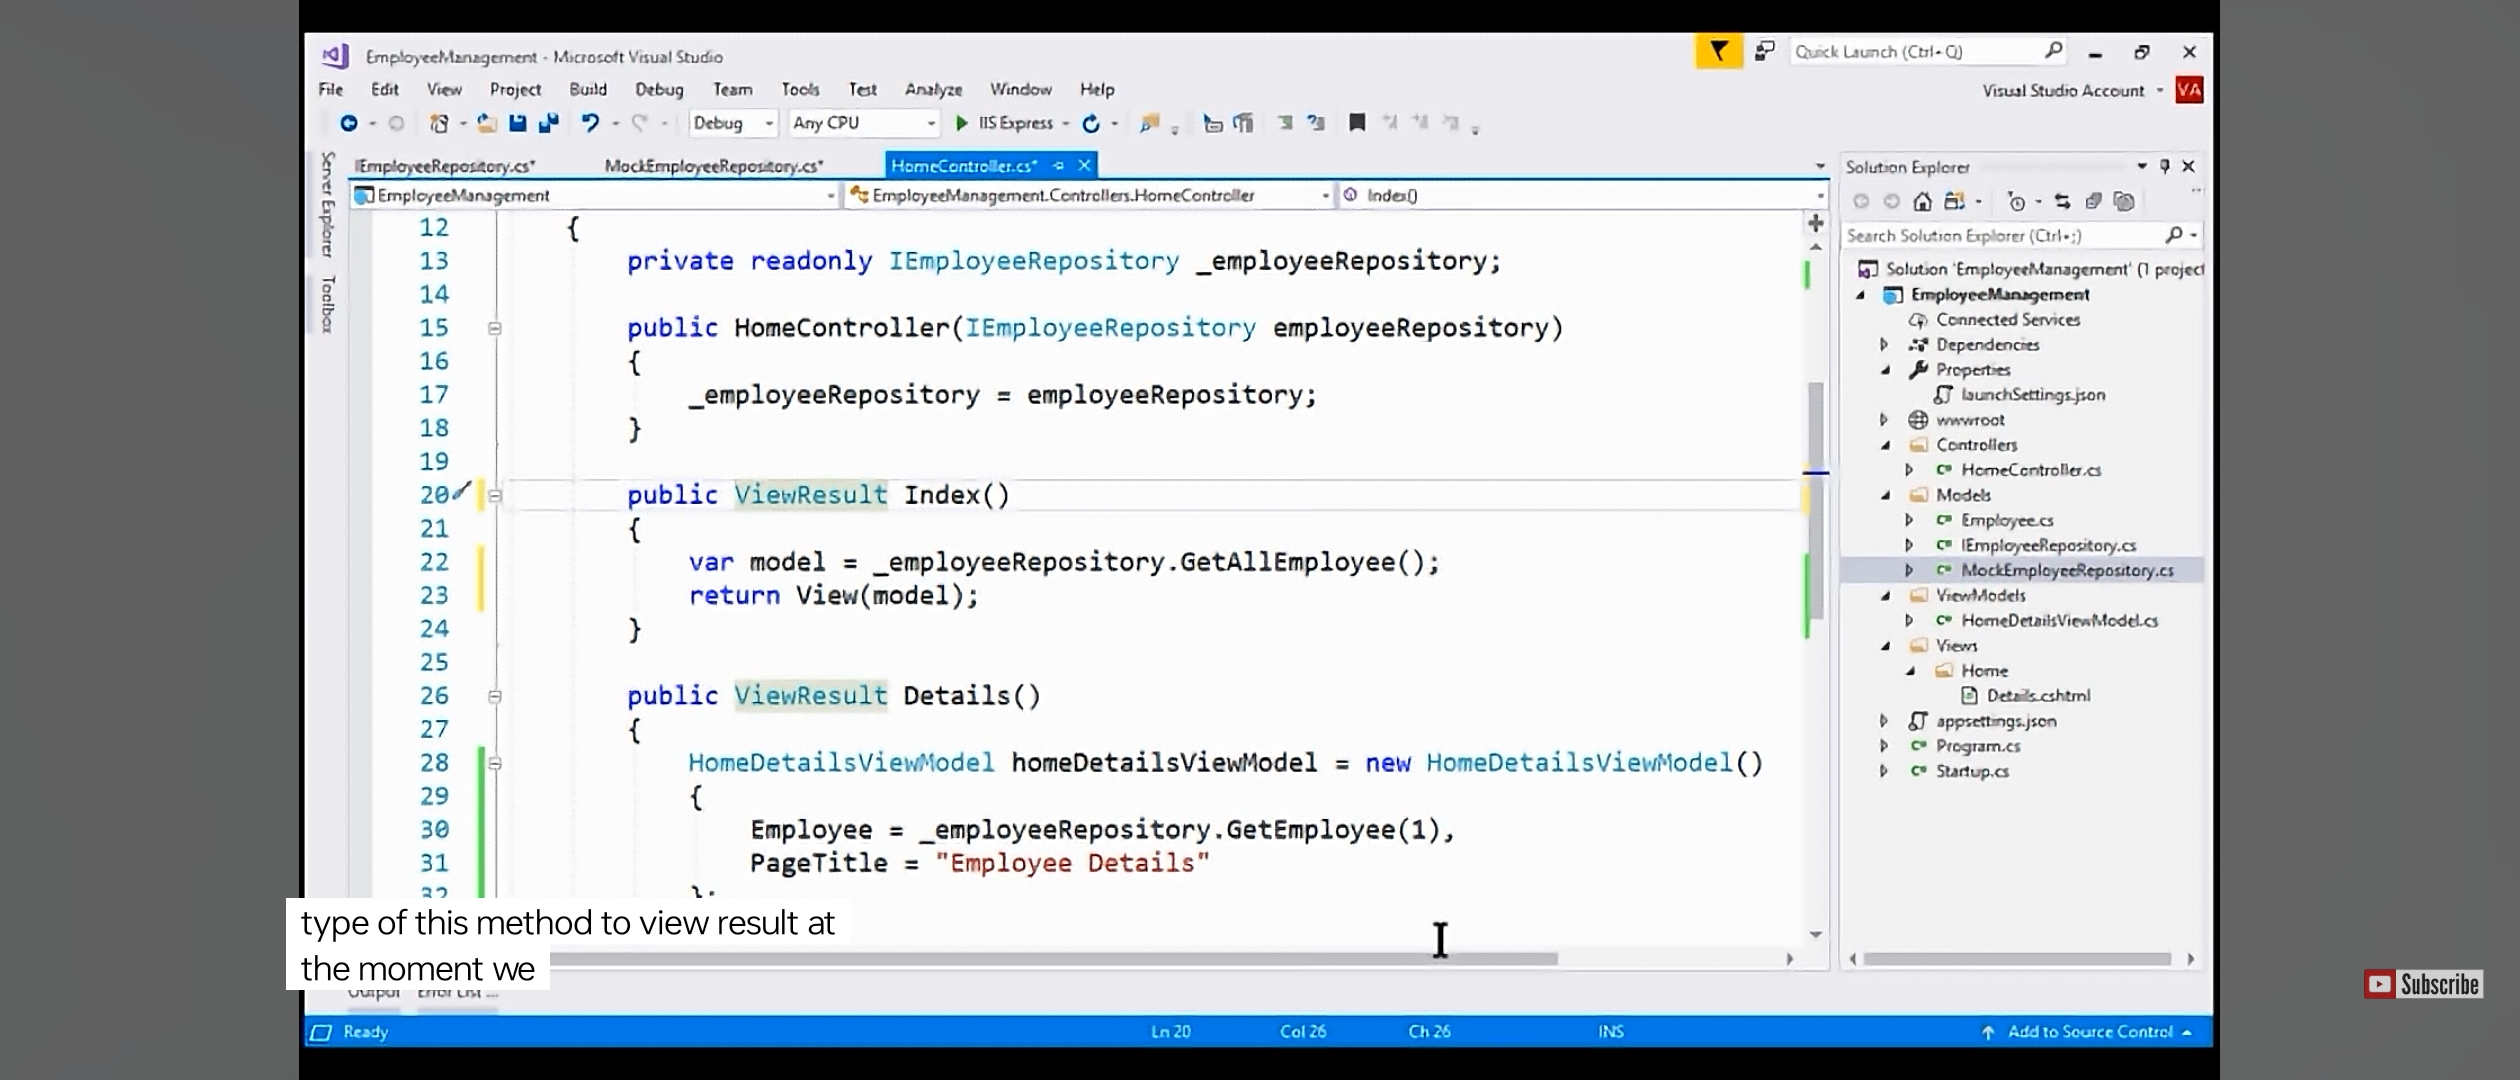 EmployeeManagement - Microsoft Visual Studio
Quick Launch (Ctrl+Q)
File Edit View Project Build Debug Team Tools Test Analyze Window Help
Visual Studio Account VA
Debug Any CPU IIS Express
Server Explorer
Toolbox
IEmployeeRepository.cs* MockEmployeeRepository.cs* HomeController.cs*
EmployeeManagement EmployeeManagement.Controllers.HomeController Index()
12 {
13 private readonly IEmployeeRepository _employeeRepository;
14
15 public HomeController(IEmployeeRepository employeeRepository)
16 {
17 _employeeRepository = employeeRepository;
18 }
19
20 public ViewResult Index()
21 {
22 var model = _employeeRepository.GetAllEmployee();
23 return View(model);
24 }
25
26 public ViewResult Details()
27 {
28 HomeDetailsViewModel homeDetailsViewModel = new HomeDetailsViewModel()
29 {
30 Employee = _employeeRepository.GetEmployee(1),
31 PageTitle = "Employee Details"
32 };
Solution Explorer
Search Solution Explorer (Ctrl+;)
Solution 'EmployeeManagement' (1 project
EmployeeManagement
Connected Services
Dependencies
Properties
launchSettings.json
wwwroot
Controllers
HomeController.cs
Models
Employee.cs
IEmployeeRepository.cs
MockEmployeeRepository.cs
ViewModels
HomeDetailsViewModel.cs
Views
Home
Details.cshtml
appsettings.json
Program.cs
Startup.cs
type of this method to view result at
the moment we
Output Error List ...
Subscribe
Ready Ln 20 Col 26 Ch 26 INS Add to Source Control